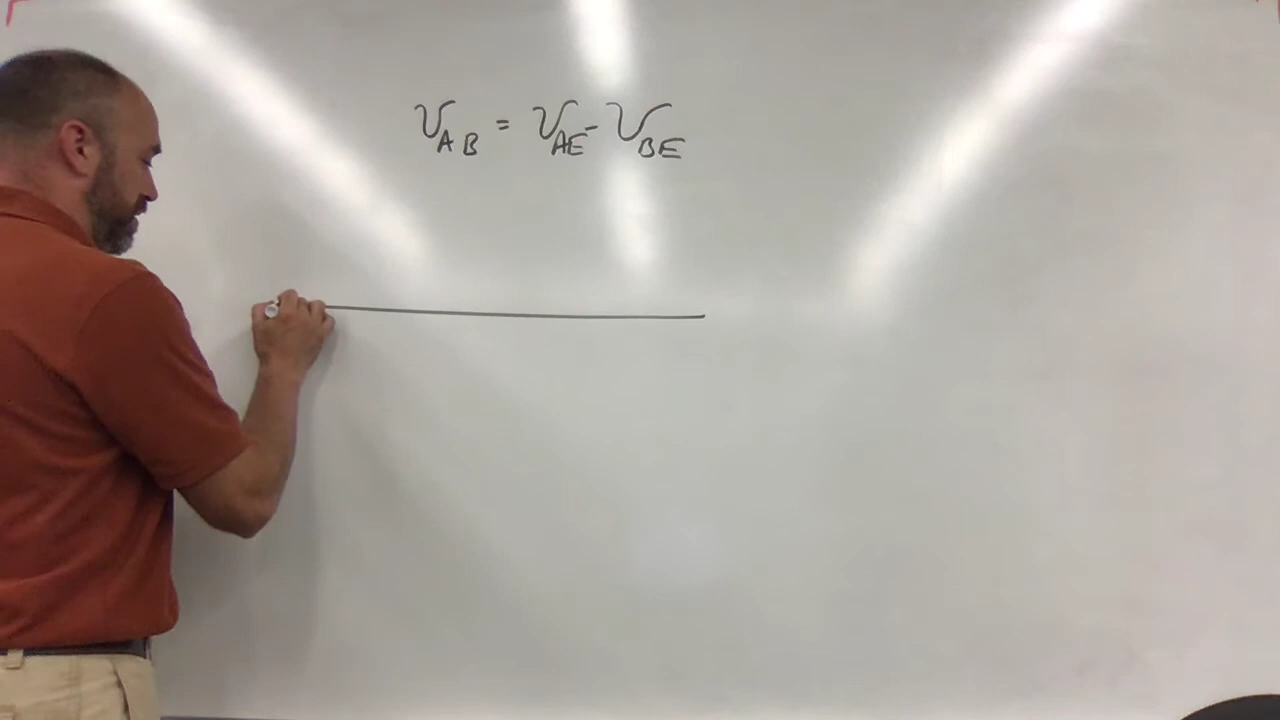 V_AB = V_AE - V_BE